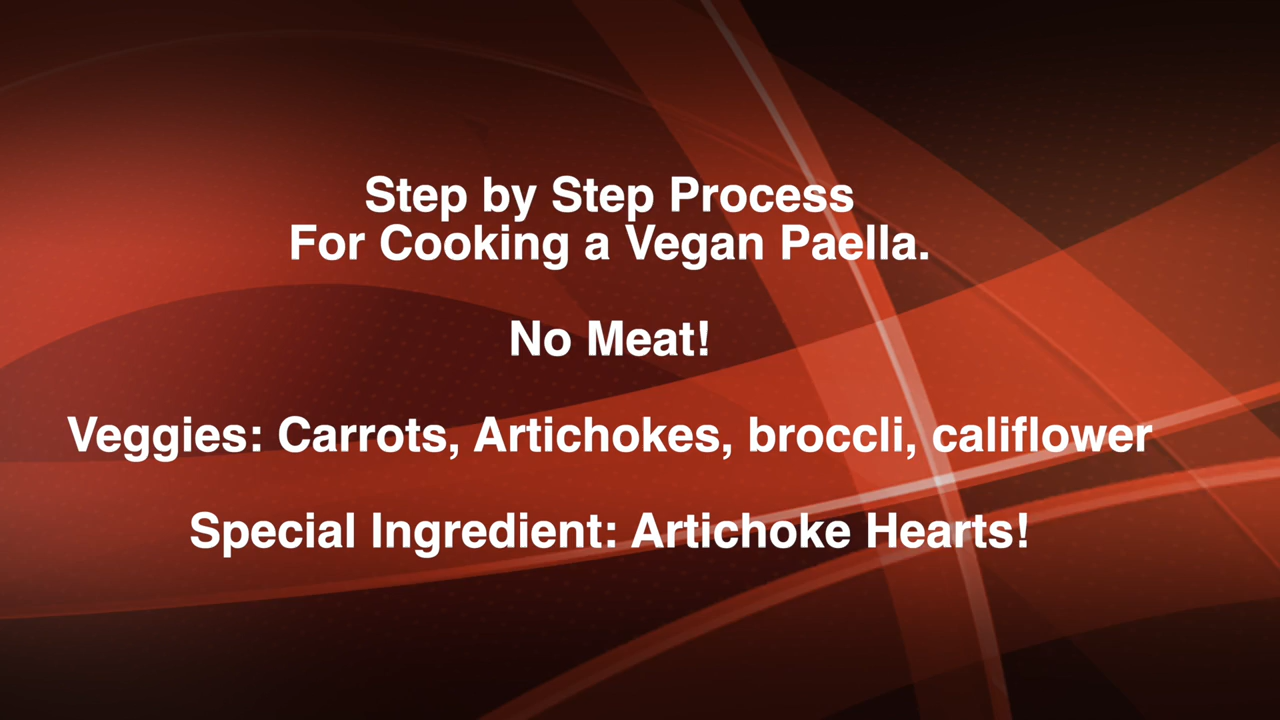 Step by Step Process
For Cooking a Vegan Paella.
No Meat!
Veggies: Carrots, Artichokes, broccli, califlower
Special Ingredient: Artichoke Hearts!